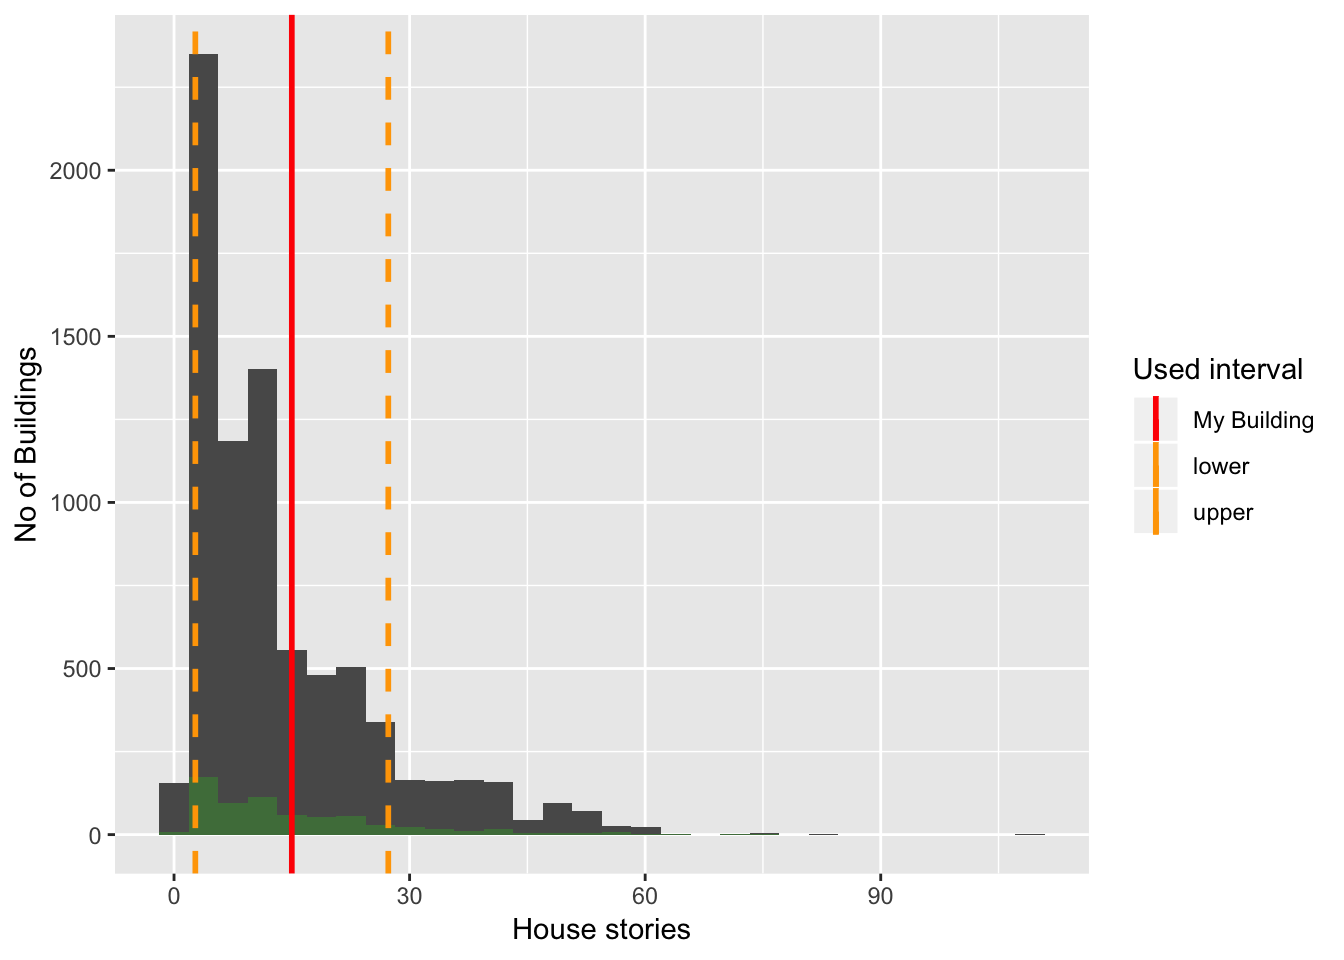 2000
1500
1000
500
0
No of Buildings
0 30 60 90
House stories
Used interval
My Building
lower
upper